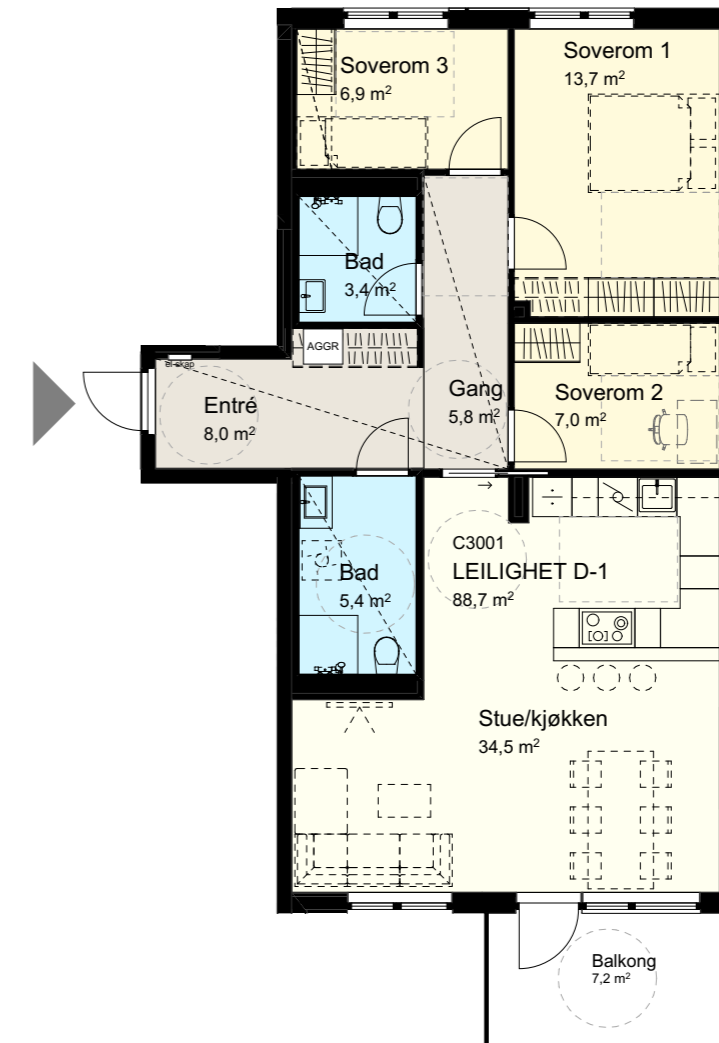 Soverom 3
6,9 m²
Soverom 1
13,7 m²
Bad
3,4 m²
AGGR
el-skap
Entré
8,0 m²
Gang
5,8 m²
Soverom 2
7,0 m²
C3001
LEILIGHET D-1
88,7 m²
Bad
5,4 m²
Stue/kjøkken
34,5 m²
Balkong
7,2 m²